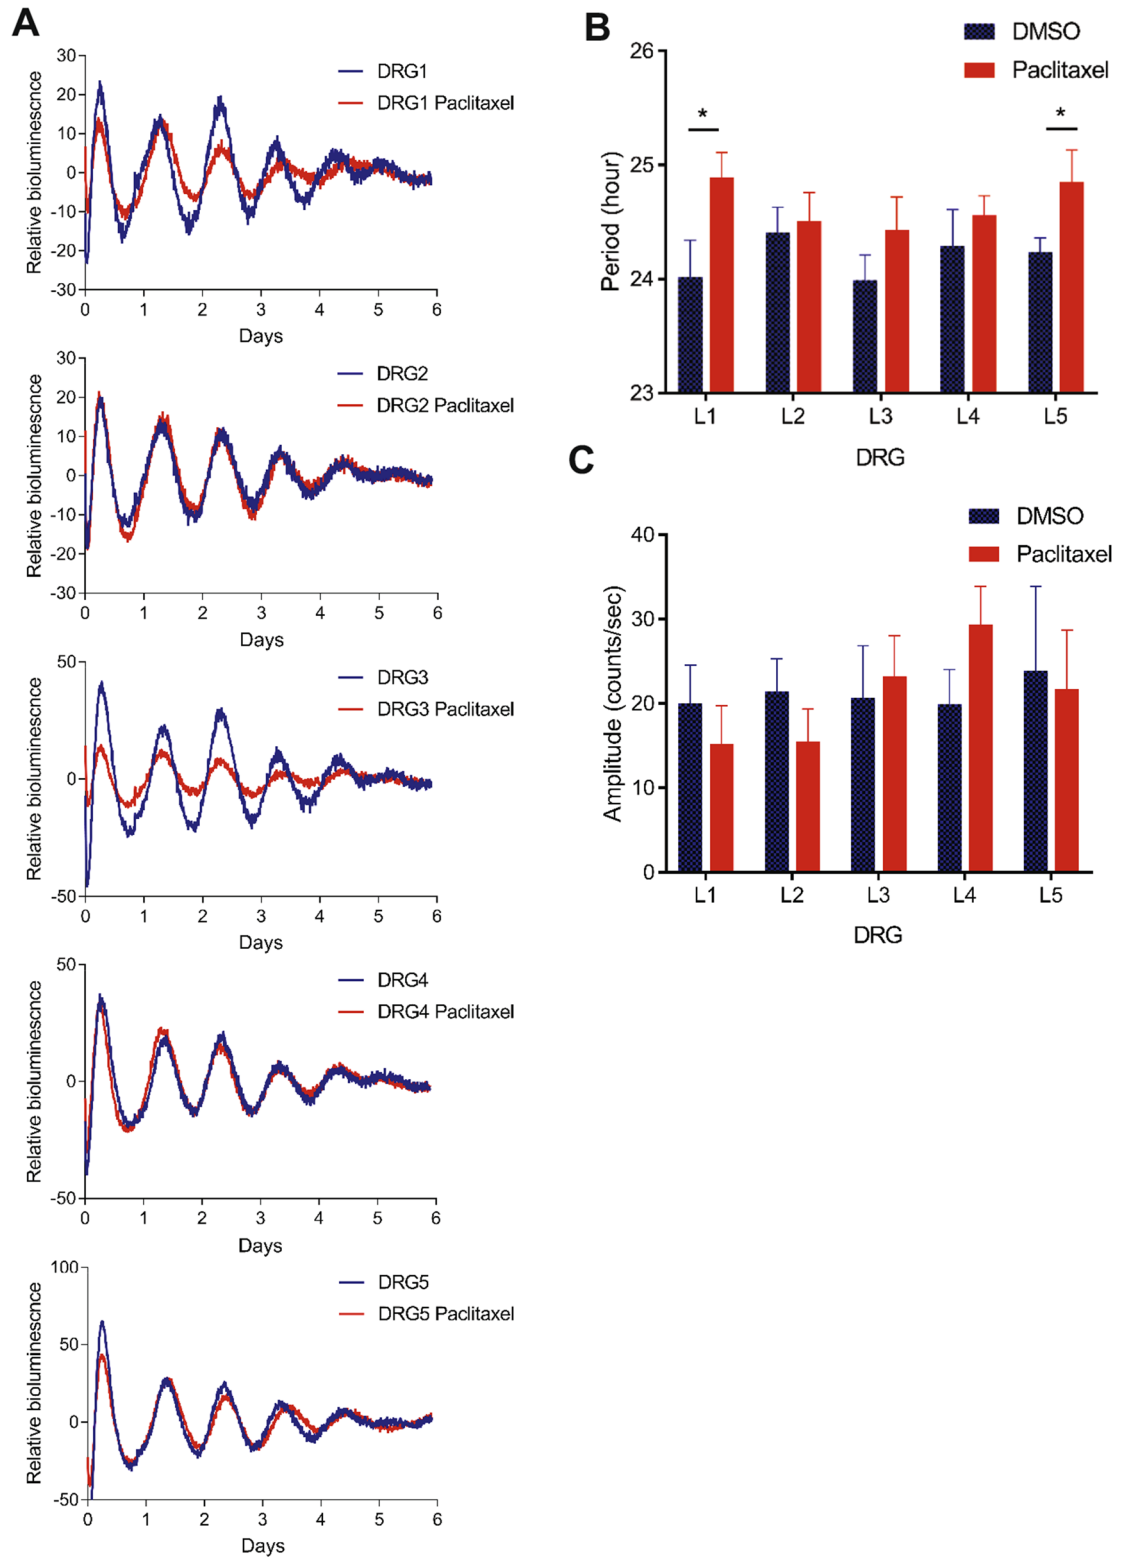 A
30
20
10
0
-10
-20
-30
Relative bioluminescnce
DRG1
DRG1 Paclitaxel
0 1 2 3 4 5 6
Days
30
20
10
0
-10
-20
-30
Relative bioluminescnce
DRG2
DRG2 Paclitaxel
0 1 2 3 4 5 6
Days
50
0
-50
Relative bioluminescnce
DRG3
DRG3 Paclitaxel
0 1 2 3 4 5 6
Days
50
0
-50
Relative bioluminescnce
DRG4
DRG4 Paclitaxel
0 1 2 3 4 5 6
Days
100
50
0
-50
Relative bioluminescnce
DRG5
DRG5 Paclitaxel
0 1 2 3 4 5 6
Days
B
DMSO
Paclitaxel
26
25
24
23
Period (hour)
* *
L1 L2 L3 L4 L5
DRG
C
DMSO
Paclitaxel
40
30
20
10
0
Amplitude (counts/sec)
L1 L2 L3 L4 L5
DRG